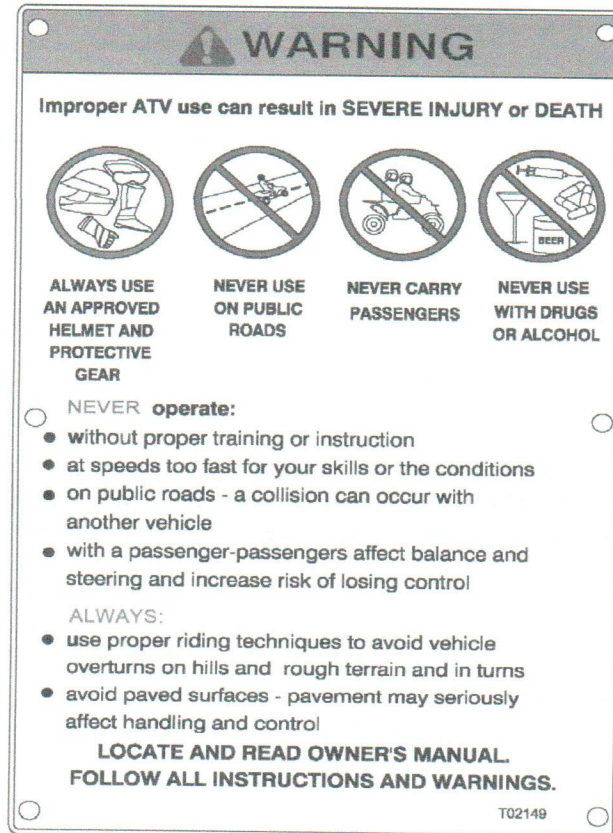 WARNING
Improper ATV use can result in SEVERE INJURY or DEATH
ALWAYS USE
AN APPROVED
HELMET AND
PROTECTIVE
GEAR
NEVER USE
ON PUBLIC
ROADS
NEVER CARRY
PASSENGERS
BEER
NEVER USE
WITH DRUGS
OR ALCOHOL
NEVER operate:
● without proper training or instruction
● at speeds too fast for your skills or the conditions
● on public roads - a collision can occur with
another vehicle
● with a passenger-passengers affect balance and
steering and increase risk of losing control
ALWAYS:
● use proper riding techniques to avoid vehicle
overturns on hills and rough terrain and in turns
● avoid paved surfaces - pavement may seriously
affect handling and control
LOCATE AND READ OWNER'S MANUAL.
FOLLOW ALL INSTRUCTIONS AND WARNINGS.
T02149